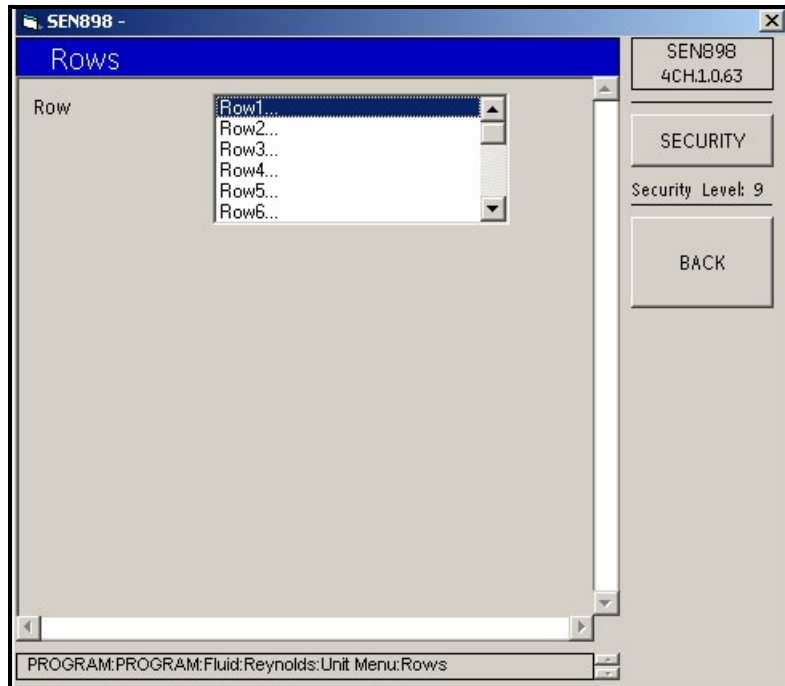 SEN898 -
Rows
SEN898
4CH.1.0.63
Row
Row1...
Row2...
Row3...
Row4...
Row5...
Row6...
SECURITY
Security Level: 9
BACK
PROGRAM:PROGRAM:Fluid:Reynolds:Unit Menu:Rows